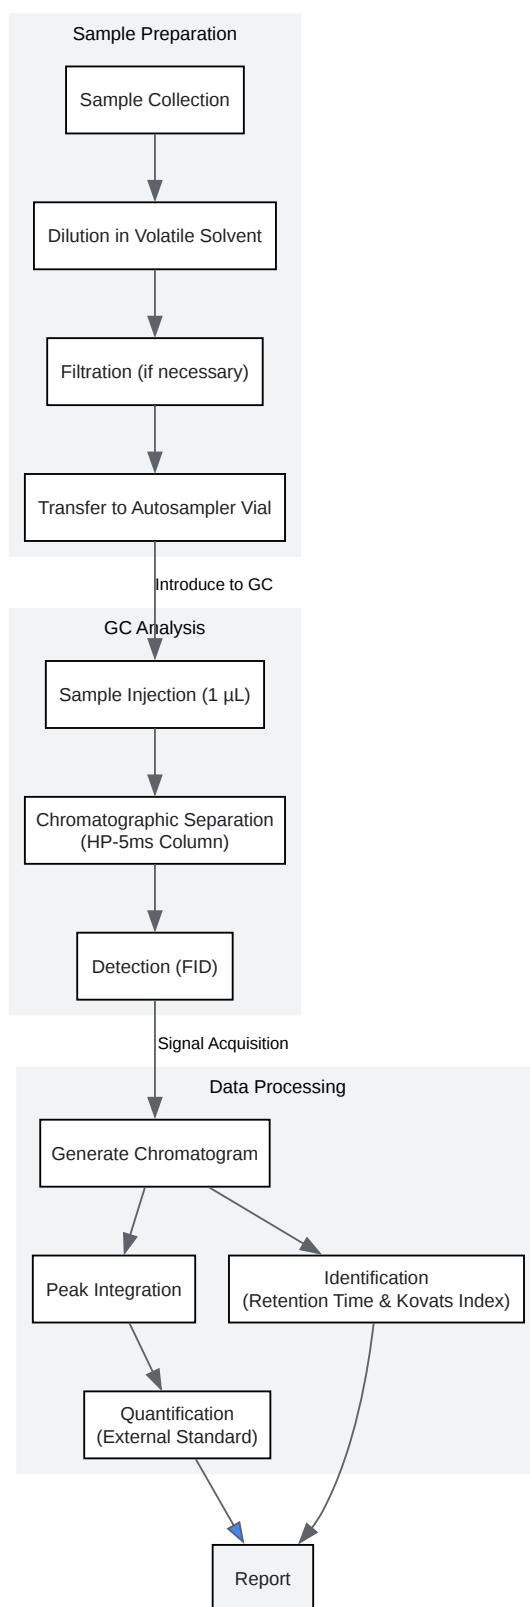 Sample Preparation
Sample Collection
Dilution in Volatile Solvent
Filtration (if necessary)
Transfer to Autosampler Vial
Introduce to GC
GC Analysis
Sample Injection (1 µL)
Chromatographic Separation
(HP-5ms Column)
Detection (FID)
Signal Acquisition
Data Processing
Generate Chromatogram
Peak Integration
Identification
(Retention Time & Kovats Index)
Quantification
(External Standard)
Report